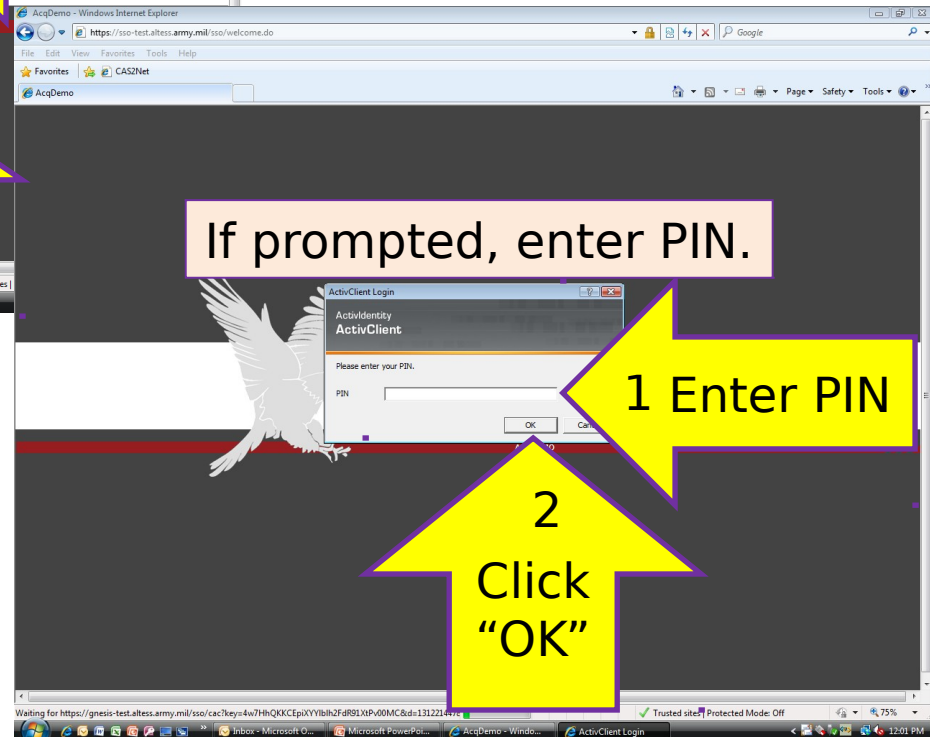 AcqDemo - Windows Internet Explorer
https://sso-test.altess.army.mil/sso/welcome.do
Google
File Edit View Favorites Tools Help
Favorites CAS2Net
AcqDemo
Page Safety Tools
If prompted, enter PIN.
es |
ActivClient Login
ActivIdentity
ActivClient
Please enter your PIN.
PIN
OK
1 Enter PIN
2
Click
“OK”
Trusted sites Protected Mode: Off 75%
Inbox - Microsoft O... Microsoft PowerPoi... AcqDemo - Windo... ActivClient Login 12:01 PM